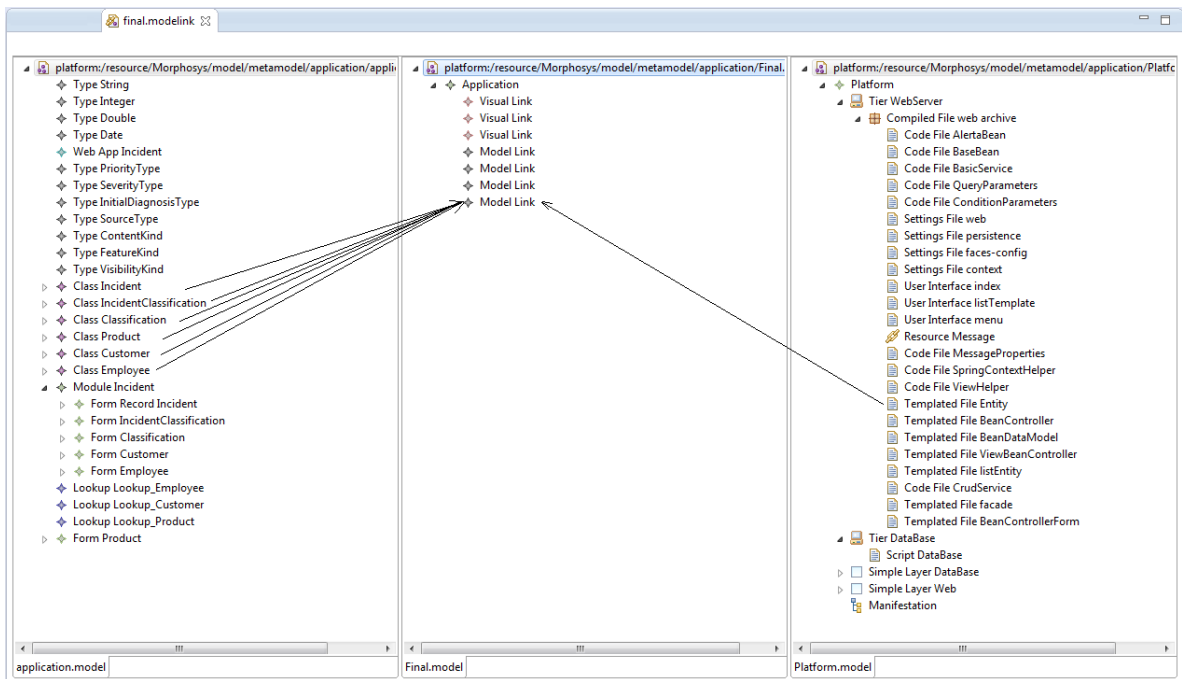 final.modelink
platform:/resource/Morphosys/model/metamodel/application/appli
Type String
Type Integer
Type Double
Type Date
Web App Incident
Type PriorityType
Type SeverityType
Type InitialDiagnosisType
Type SourceType
Type ContentKind
Type FeatureKind
Type VisibilityKind
Class Incident
Class IncidentClassification
Class Classification
Class Product
Class Customer
Class Employee
Module Incident
Form Record Incident
Form IncidentClassification
Form Classification
Form Customer
Form Employee
Lookup Lookup_Employee
Lookup Lookup_Customer
Lookup Lookup_Product
Form Product
application.model
platform:/resource/Morphosys/model/metamodel/application/Final.
Application
Visual Link
Visual Link
Visual Link
Model Link
Model Link
Model Link
Model Link
Final.model
platform:/resource/Morphosys/model/metamodel/application/Platfc
Platform
Tier WebServer
Compiled File web archive
Code File AlertaBean
Code File BaseBean
Code File BasicService
Code File QueryParameters
Code File ConditionParameters
Settings File web
Settings File persistence
Settings File faces-config
Settings File context
User Interface index
User Interface listTemplate
User Interface menu
Resource Message
Code File MessageProperties
Code File SpringContextHelper
Code File ViewHelper
Templated File Entity
Templated File BeanController
Templated File BeanDataModel
Templated File ViewBeanController
Templated File listEntity
Code File CrudService
Templated File facade
Templated File BeanControllerForm
Tier DataBase
Script DataBase
Simple Layer DataBase
Simple Layer Web
Manifestation
Platform.model